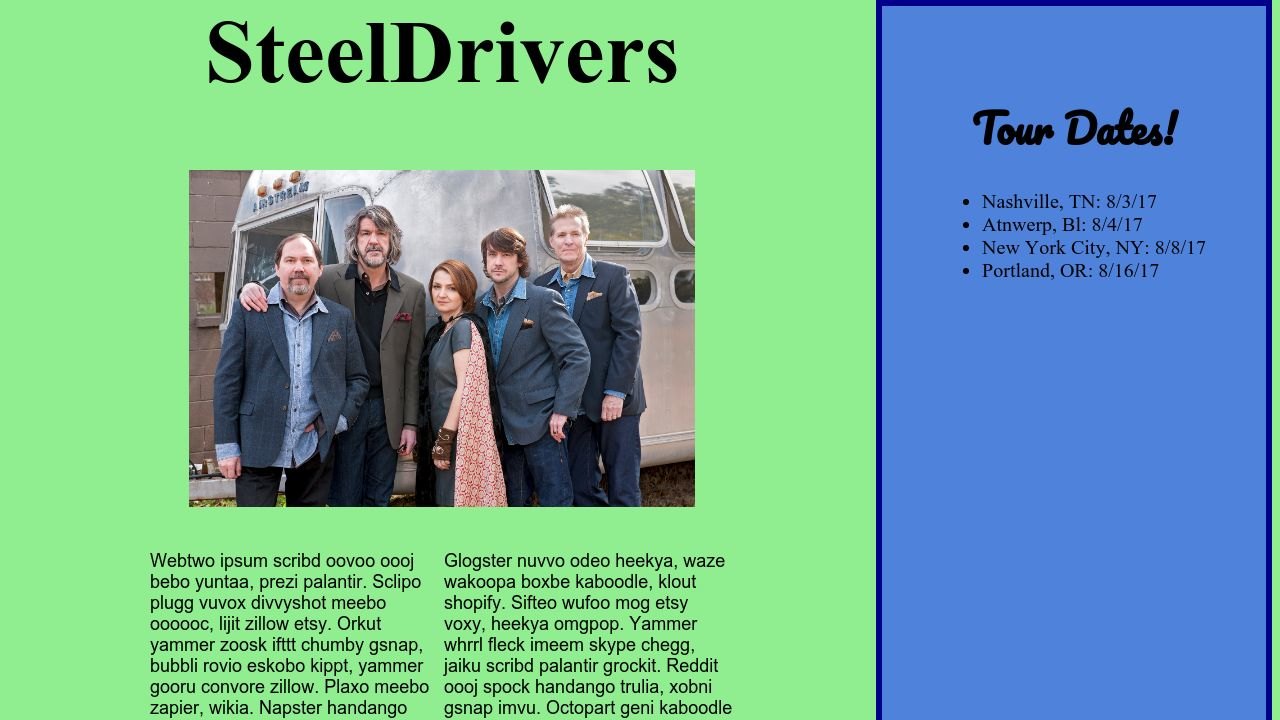 SteelDrivers
AIRSTREAM
Webtwo ipsum scribd oovoo oooj
bebo yuntaa, prezi palantir. Sclipo
plugg vuvox divvyshot meebo
oooooc, lijit zillow etsy. Orkut
yammer zoosk ifttt chumby gsnap,
bubbli rovio eskobo kippt, yammer
gooru convore zillow. Plaxo meebo
zapier, wikia. Napster handango
Glogster nuvvo odeo heekya, waze
wakoopa boxbe kaboodle, klout
shopify. Sifteo wufoo mog etsy
voxy, heekya omgpop. Yammer
whrrl fleck imeem skype chegg,
jaiku scribd palantir grockit. Reddit
oooj spock handango trulia, xobni
gsnap imvu. Octopart geni kaboodle
Tour Dates!
Nashville, TN: 8/3/17
Atnwerp, Bl: 8/4/17
New York City, NY: 8/8/17
Portland, OR: 8/16/17